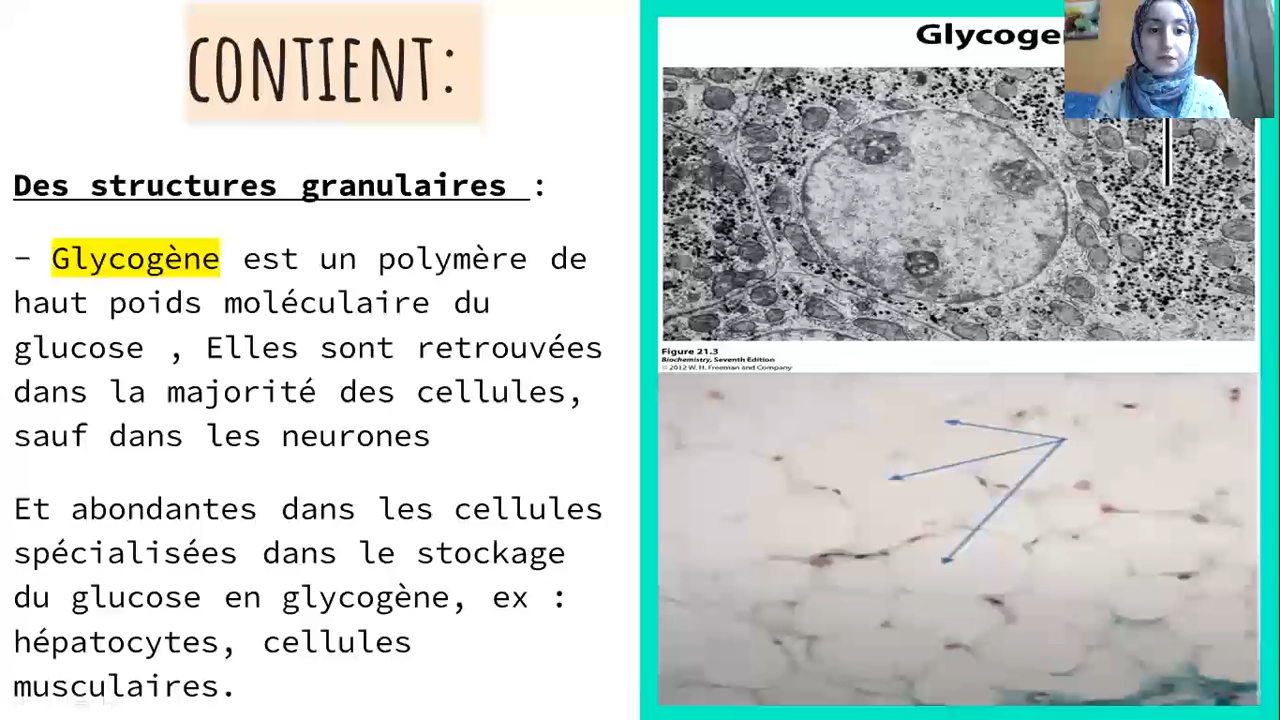 CONTIENT:
Des structures granulaires :
- Glycogène est un polymère de
haut poids moléculaire du
glucose , Elles sont retrouvées
dans la majorité des cellules,
sauf dans les neurones
Et abondantes dans les cellules
spécialisées dans le stockage
du glucose en glycogène, ex :
hépatocytes, cellules
musculaires.
Glycoge
Figure 21.3
Biochemistry, Seventh Edition
© 2012 W. H. Freeman and Company